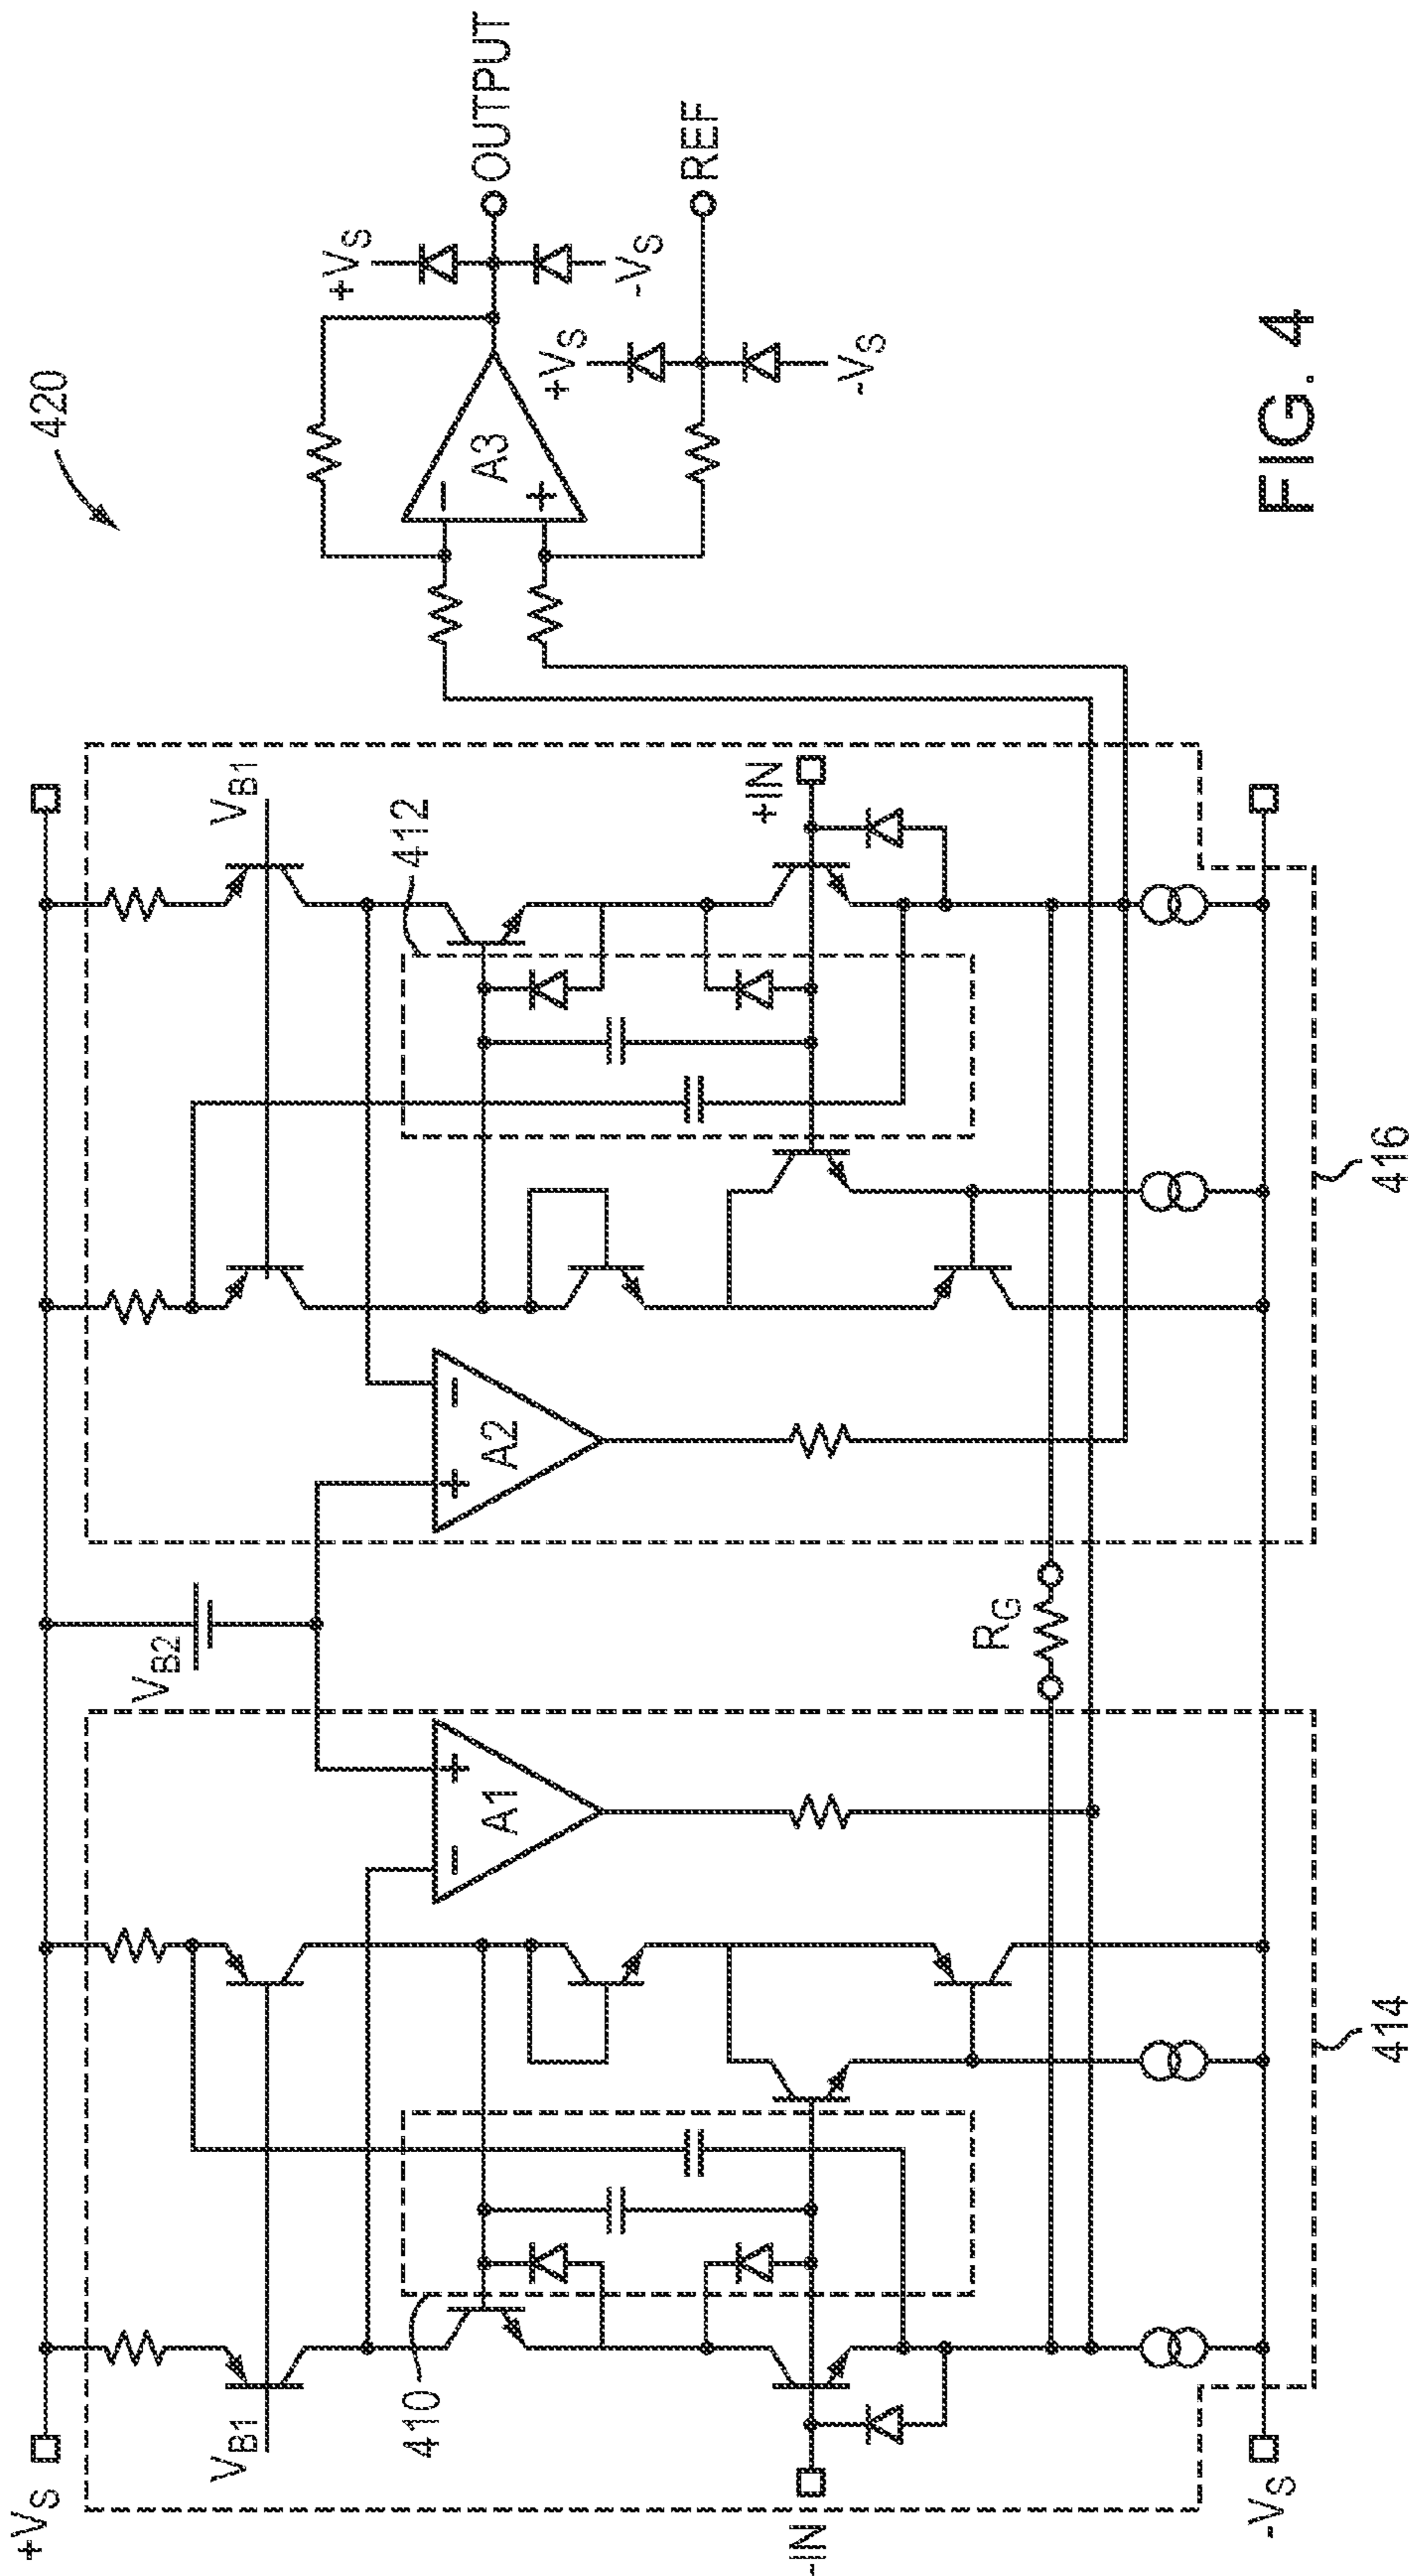 420
+VS
VB1
410
-IN
-VS
VB2
A1
- +
414
RG
A2
+ -
416
VB1
412
+IN
A3
-
+
+VS
-VS
OUTPUT
+VS
-VS
REF
FIG. 4